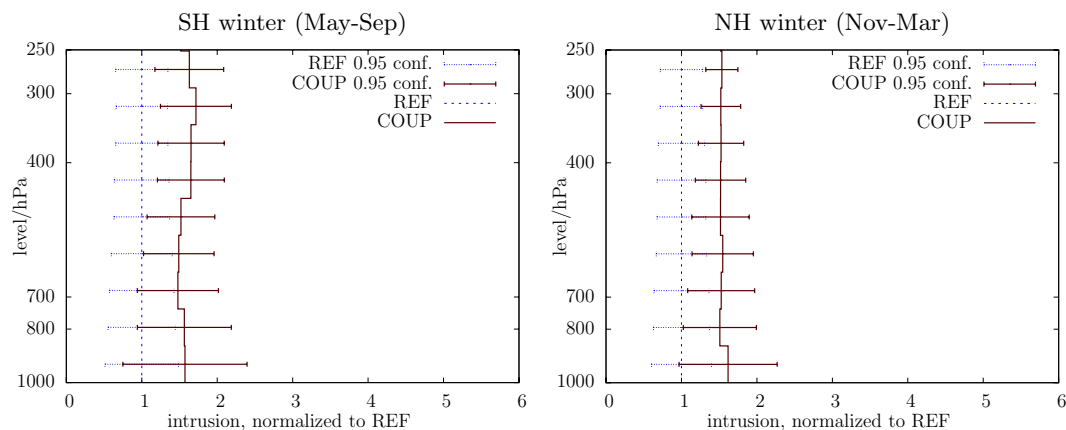 SH winter (May-Sep)
250
300
400
700
800
1000
level/hPa
REF 0.95 conf.
COUP 0.95 conf.
REF
COUP
0 1 2 3 4 5 6
intrusion, normalized to REF
NH winter (Nov-Mar)
250
300
400
700
800
1000
level/hPa
REF 0.95 conf.
COUP 0.95 conf.
REF
COUP
0 1 2 3 4 5 6
intrusion, normalized to REF